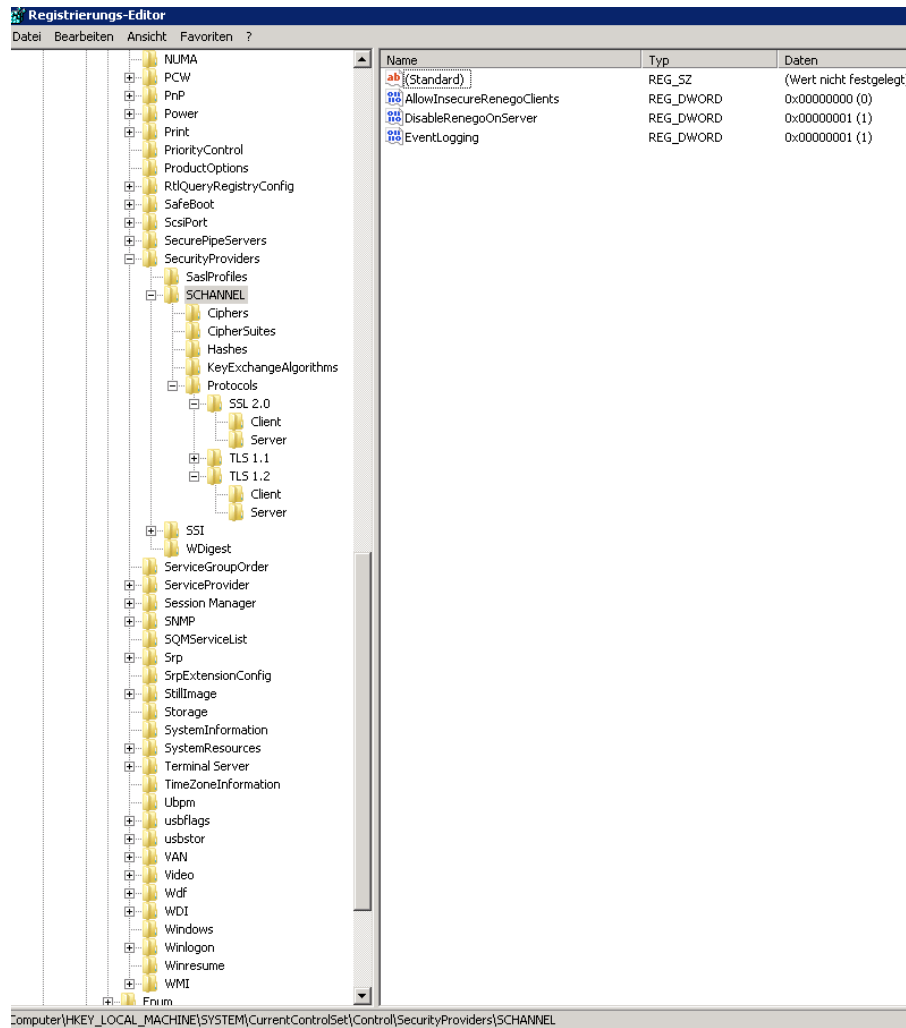 Registrierungs-Editor
Datei Bearbeiten Ansicht Favoriten ?
NUMA
PCW
PnP
Power
Print
PriorityControl
ProductOptions
RtlQueryRegistryConfig
SafeBoot
ScsiPort
SecurePipeServers
SecurityProviders
SaslProfiles
SCHANNEL
Ciphers
CipherSuites
Hashes
KeyExchangeAlgorithms
Protocols
SSL 2.0
Client
Server
TLS 1.1
TLS 1.2
Client
Server
SSI
WDigest
ServiceGroupOrder
ServiceProvider
Session Manager
SNMP
SQMServiceList
Srp
SrpExtensionConfig
StillImage
Storage
SystemInformation
SystemResources
Terminal Server
TimeZoneInformation
Ubpm
usbflags
usbstor
VAN
Video
Wdf
WDI
Windows
Winlogon
Winresume
WMI
Enum
Name Typ Daten
(Standard) REG_SZ (Wert nicht festgelegt
AllowInsecureRenegoClients REG_DWORD 0x00000000 (0)
DisableRenegoOnServer REG_DWORD 0x00000001 (1)
EventLogging REG_DWORD 0x00000001 (1)
Computer\HKEY_LOCAL_MACHINE\SYSTEM\CurrentControlSet\Control\SecurityProviders\SCHANNEL